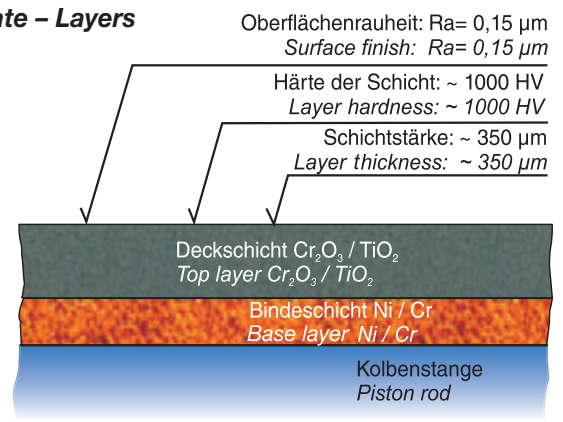 – Layers
Oberflächenrauheit: Ra= 0,15 µm
Surface finish: Ra= 0,15 µm
Härte der Schicht: ~ 1000 HV
Layer hardness: ~ 1000 HV
Schichtstärke: ~ 350 µm
Layer thickness: ~ 350 µm
Deckschicht Cr₂O₃ / TiO₂
Top layer Cr₂O₃ / TiO₂
Bindeschicht Ni / Cr
Base layer Ni / Cr
Kolbenstange
Piston rod